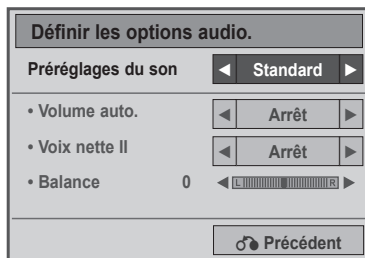 Définir les options audio.
Préréglages du son ◄ Standard ►
• Volume auto. ◄ Arrêt ►
• Voix nette II ◄ Arrêt ►
• Balance 0 ◄ L R ►
Précédent